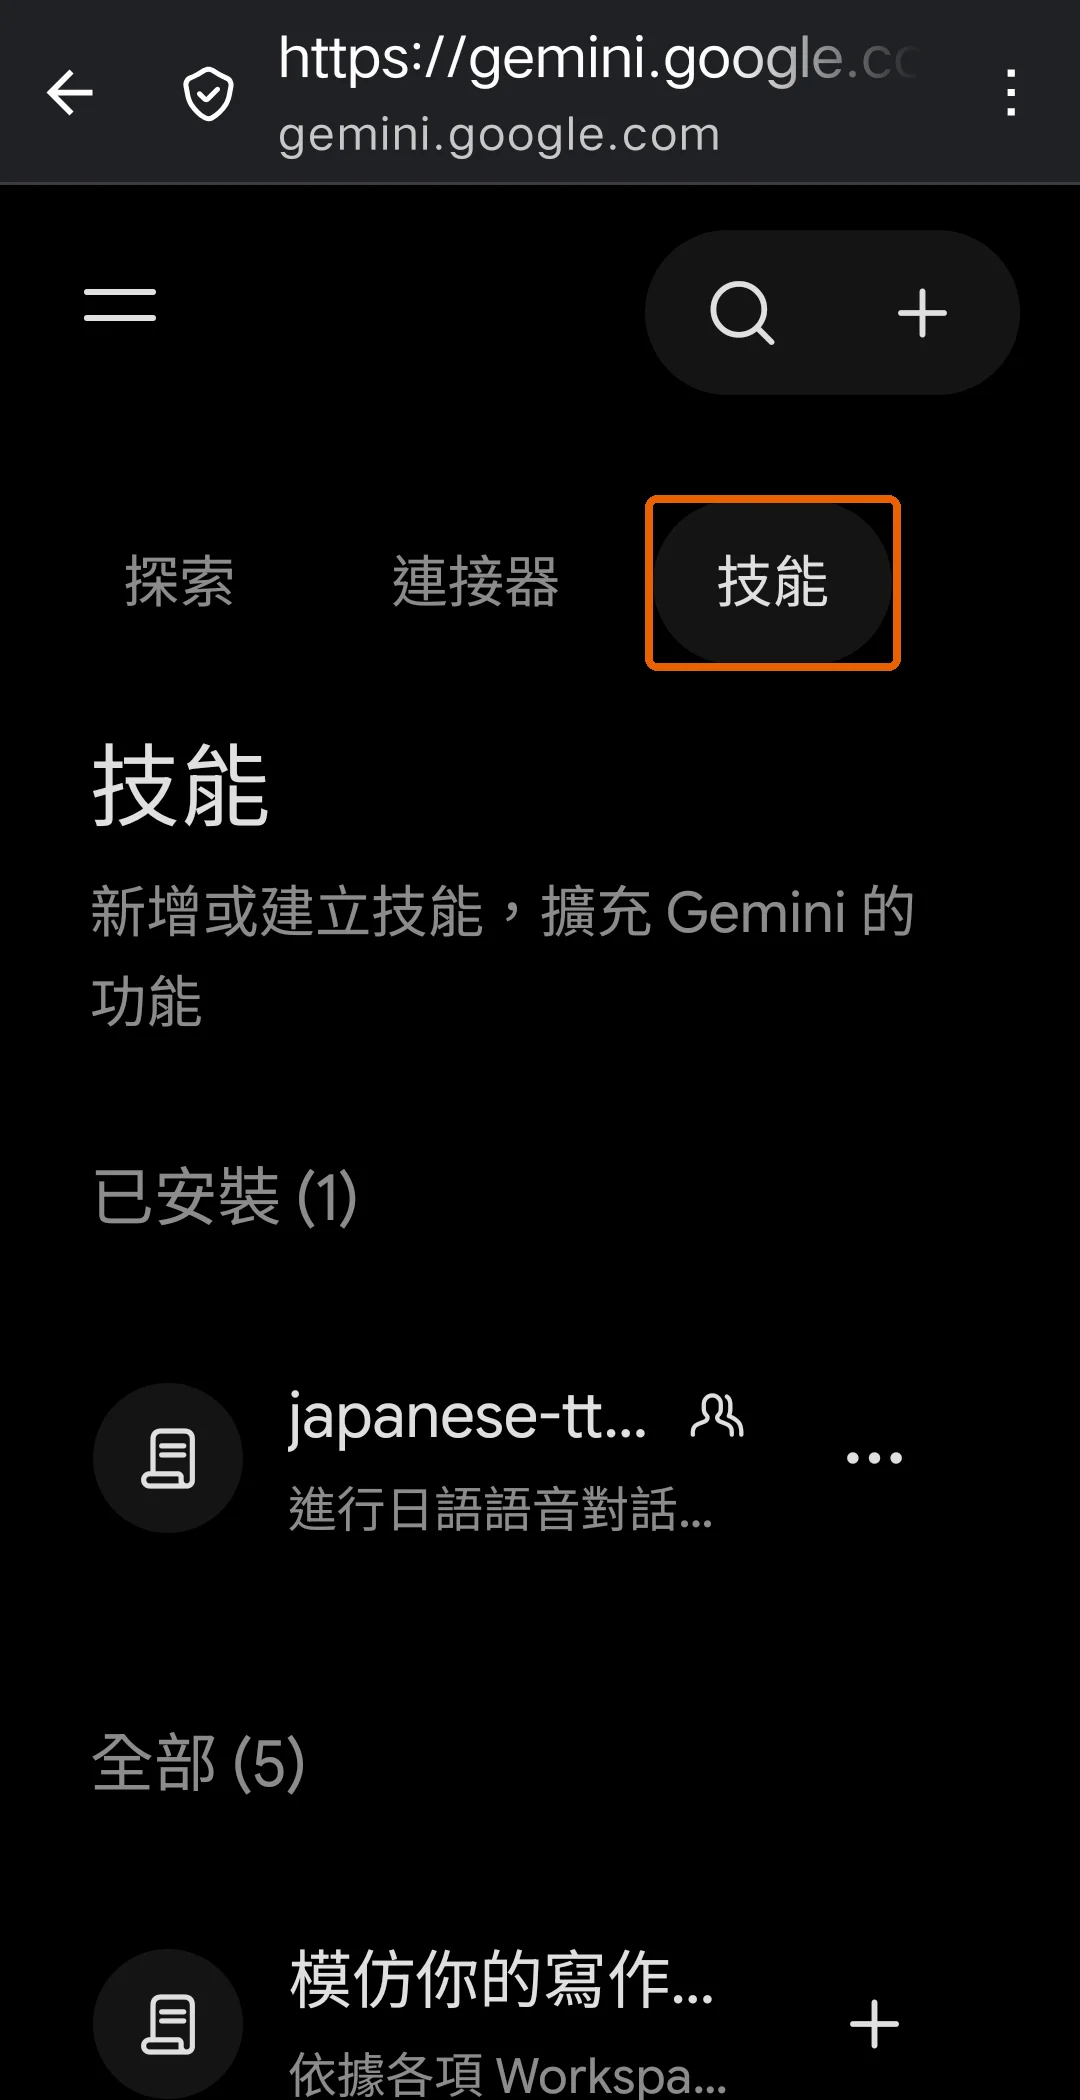 https://gemini.google.co
gemini.google.com
探索
連接器
技能
技能
新增或建立技能，擴充 Gemini 的
功能
已安裝 (1)
japanese-tt...
進行日語語音對話...
全部 (5)
模仿你的寫作...
依據各項 Workspa...